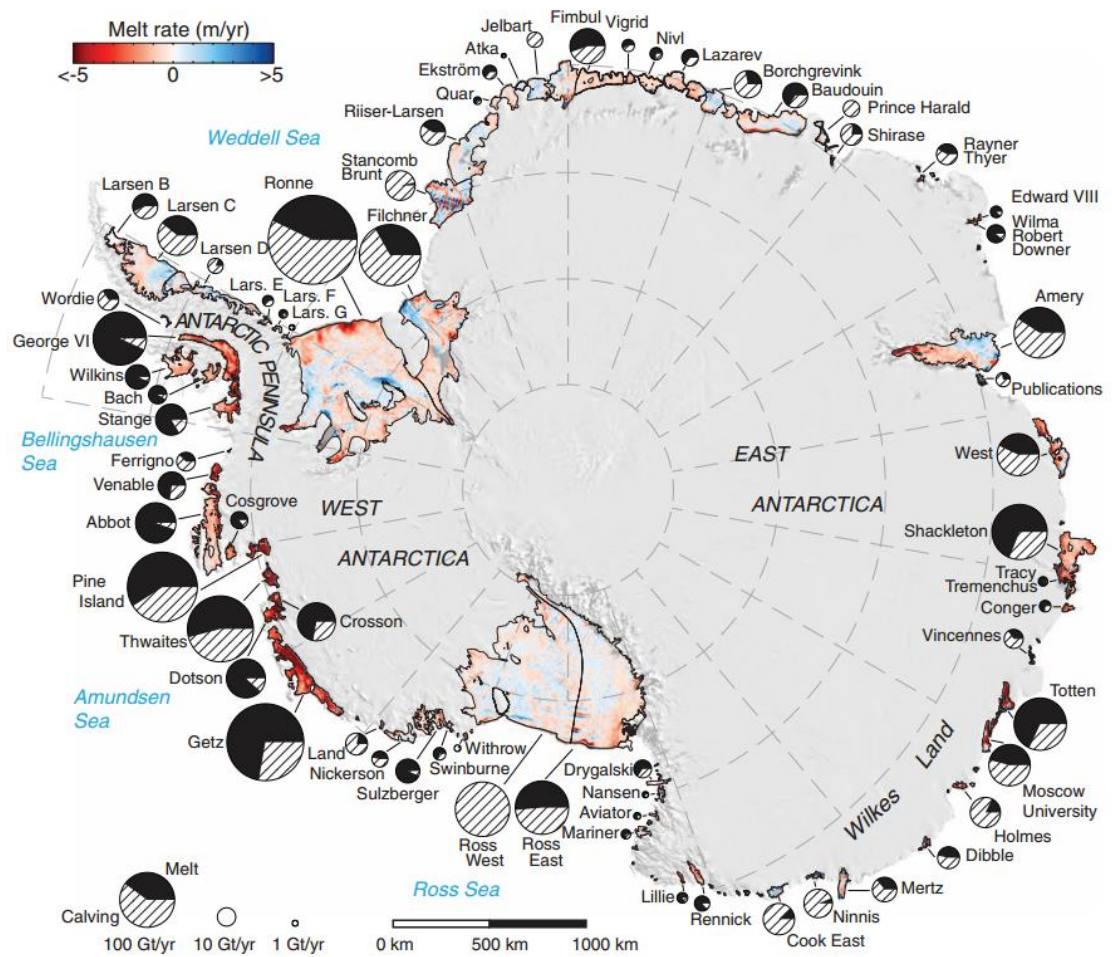 Melt rate (m/yr)
<-5
0
>5
Jelbart
Atka
Ekström
Quar
Riiser-Larsen
Stancomb
Brunt
Fimbul
Vigrid
Nivl
Lazarev
Borchgrevink
Baudouin
Prince Harald
Shirase
Rayner
Thyer
Edward VIII
Wilma
Robert
Downer
Amery
Publications
West
Shackleton
Tracy
Tremenchus
Conger
Vincennes
Totten
Moscow
University
Holmes
Dibble
Mertz
Ninnis
Cook East
Rennick
Lillie
Weddell Sea
Ronne
Filchner
Larsen B
Larsen C
Larsen D
Lars. E
Lars. F
Lars. G
Wordie
George VI
Wilkins
Bach
Stange
ANTARCTIC PENINSULA
Bellingshausen
Sea
Ferrigno
Venable
Abbot
Cosgrove
Pine
Island
Thwaites
Crosson
Dotson
Getz
Amundsen
Sea
WEST
ANTARCTICA
EAST
ANTARCTICA
Wilkes
Land
Land
Nickerson
Sulzberger
Swinburne
Withrow
Ross
West
Ross
East
Drygalski
Nansen
Aviator
Mariner
Ross Sea
Melt
Calving
100 Gt/yr
10 Gt/yr
1 Gt/yr
0 km
500 km
1000 km